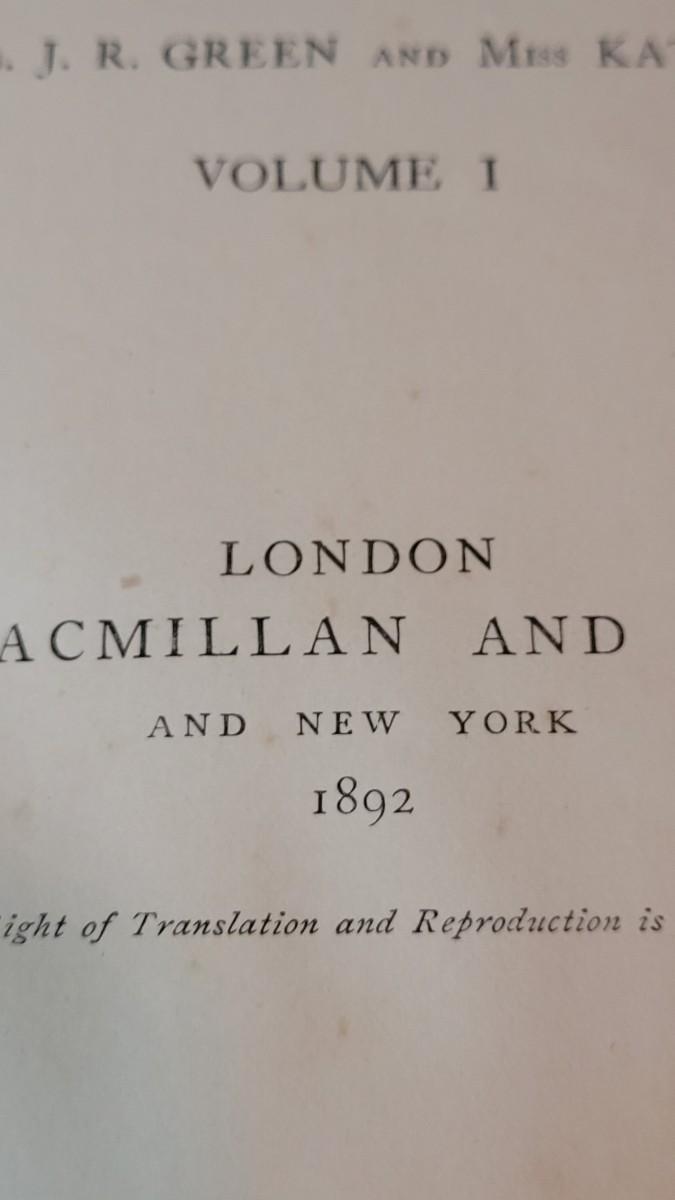 . J. R. GREEN AND MISS KA
VOLUME I
LONDON
ACMILLAN AND
AND NEW YORK
1892
ight of Translation and Reproduction is